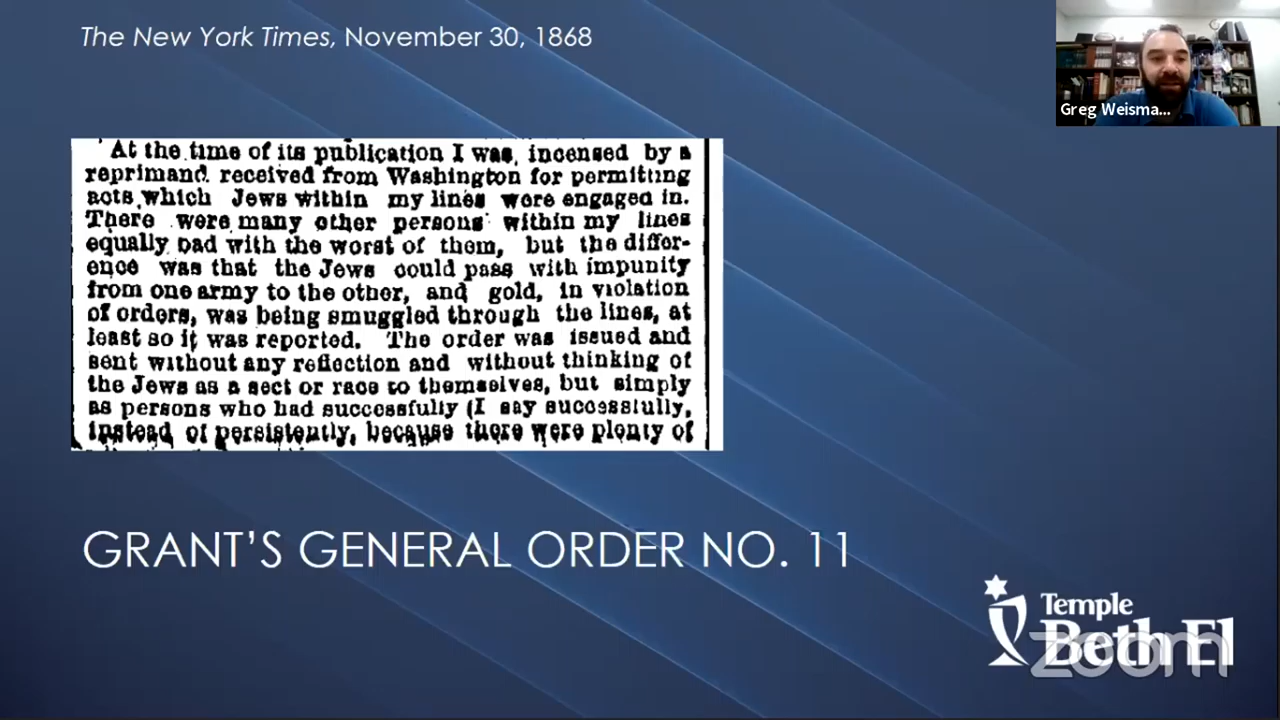 The New York Times, November 30, 1868
Greg Weisma...
At the time of its publication I was, incensed by a
reprimand received from Washington for permitting
acts which Jews within my lines were engaged in.
There were many other persons within my lines
equally bad with the worst of them, but the differ-
ence was that the Jews could pass with impunity
from one army to the other, and gold, in violation
of orders, was being smuggled through the lines, at
least so it was reported. The order was issued and
sent without any reflection and without thinking of
the Jews as a sect or race to themselves, but simply
as persons who had successfully (I say successfully,
instead of persistently, because there were plenty of
GRANT'S GENERAL ORDER NO. 11
Temple
Beth El
zoom